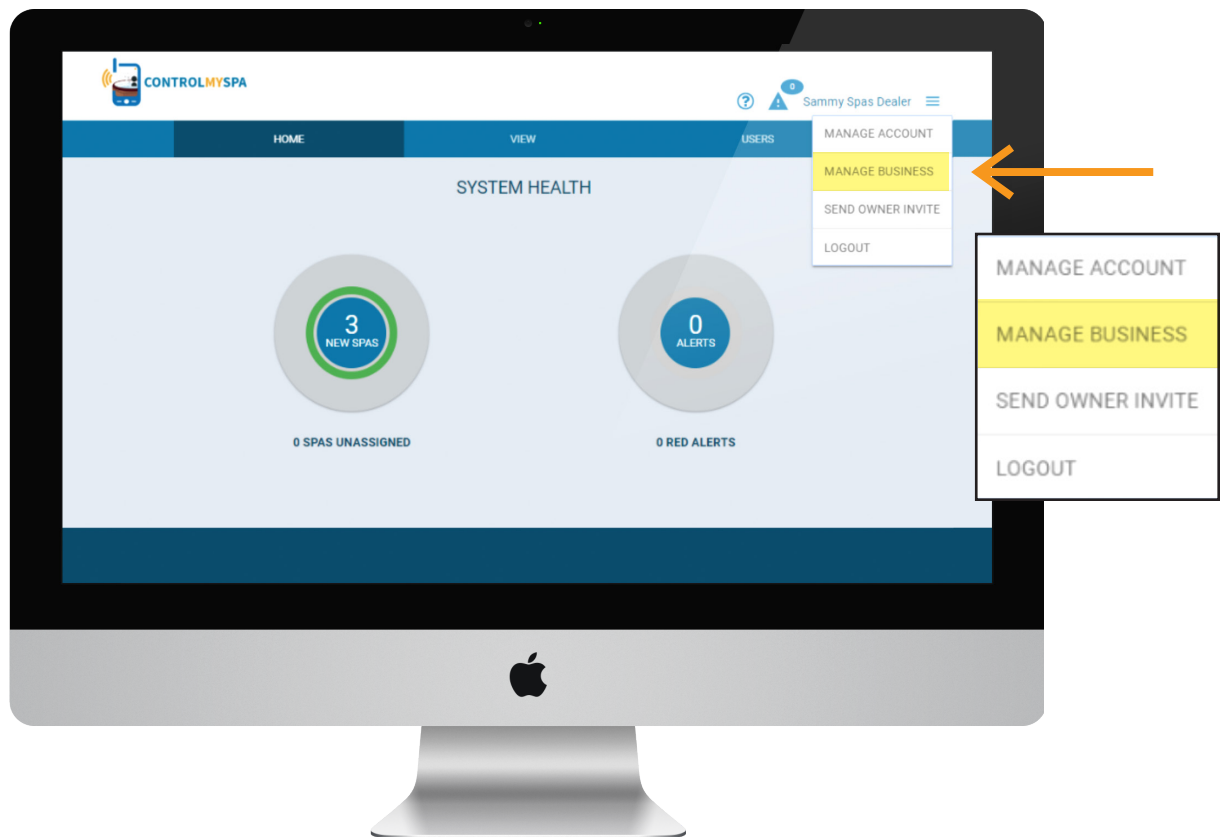 CONTROLMYSPA
0
Sammy Spas Dealer
HOME
VIEW
USERS
MANAGE ACCOUNT
MANAGE BUSINESS
SEND OWNER INVITE
LOGOUT
SYSTEM HEALTH
3
NEW SPAS
0
ALERTS
0 SPAS UNASSIGNED
0 RED ALERTS
MANAGE ACCOUNT
MANAGE BUSINESS
SEND OWNER INVITE
LOGOUT